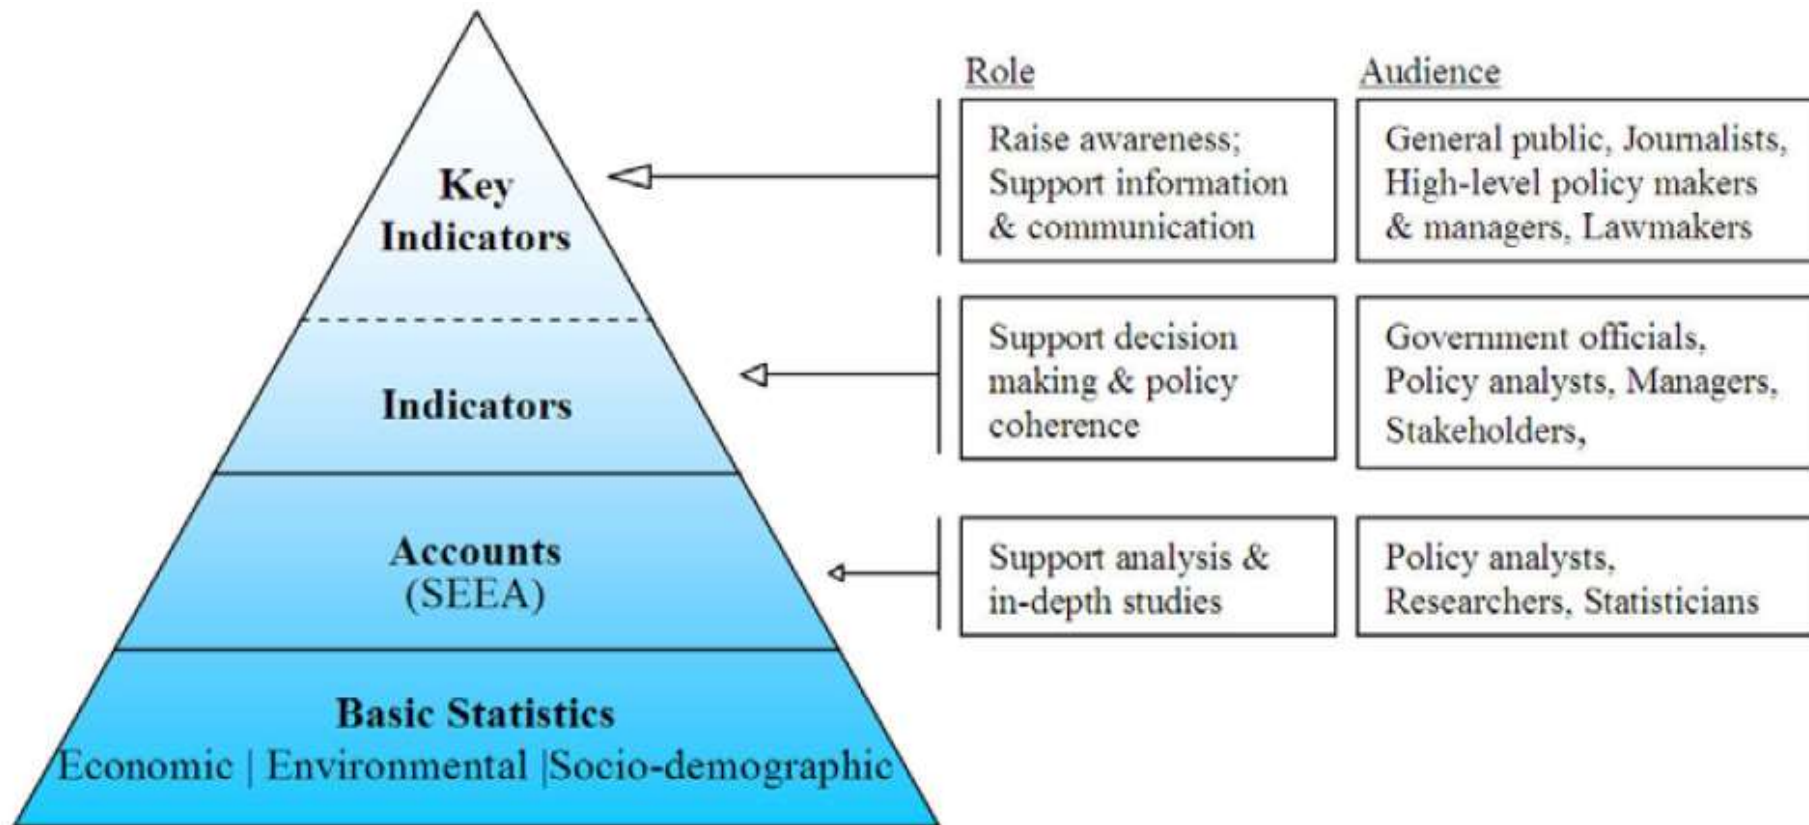 Key
Indicators
Indicators
Accounts
(SEEA)
Basic Statistics
Economic | Environmental |Socio-demographic
Role
Raise awareness;
Support information
& communication
Support decision
making & policy
coherence
Support analysis &
in-depth studies
Audience
General public, Journalists,
High-level policy makers
& managers, Lawmakers
Government officials,
Policy analysts, Managers,
Stakeholders,
Policy analysts,
Researchers, Statisticians